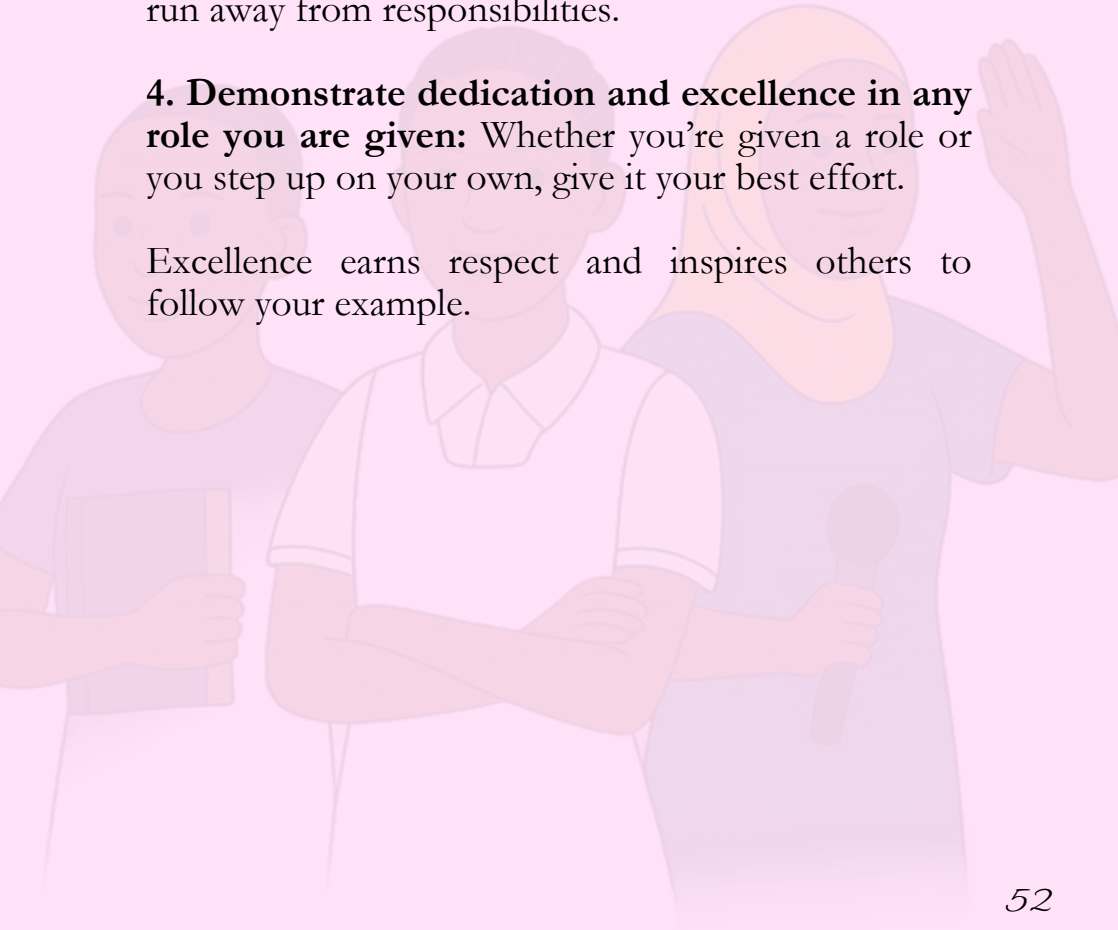 run away from responsibilities.
4. Demonstrate dedication and excellence in any
role you are given: Whether you’re given a role or
you step up on your own, give it your best effort.
Excellence earns respect and inspires others to
follow your example.
52